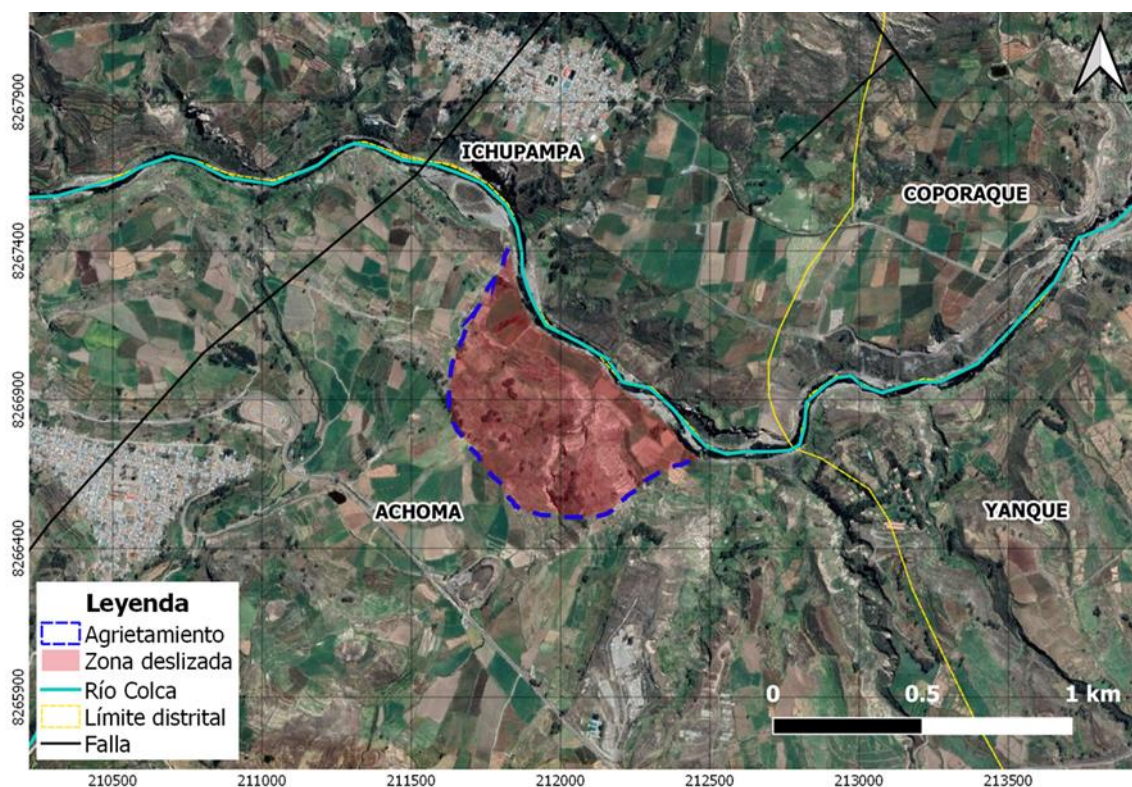 8267900
8267400
8266900
8266400
8265900
ICHUPAMPA
COPORAQUE
ACHOMA
YANQUE
Leyenda
Agrietamiento
Zona deslizada
Río Colca
Límite distrital
Falla
0 0.5 1 km
210500 211000 211500 212000 212500 213000 213500